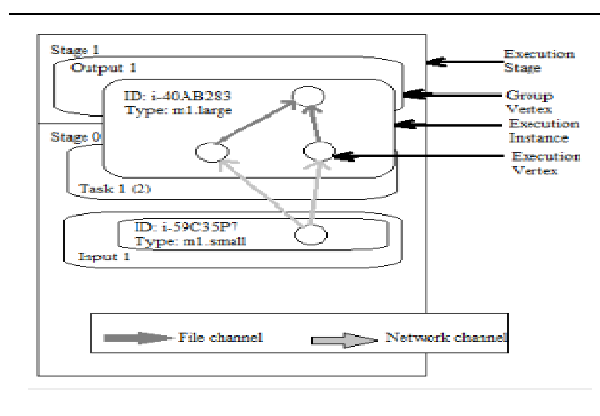 Stage 1
Output 1
ID: i-40AB283
Type: m1.large
Stage 0
Task 1 (2)
ID: i-59C35P7
Type: m1.small
Input 1
Execution
Stage
Group
Vertex
Execution
Instance
Execution
Vertex
File channel
Network channel